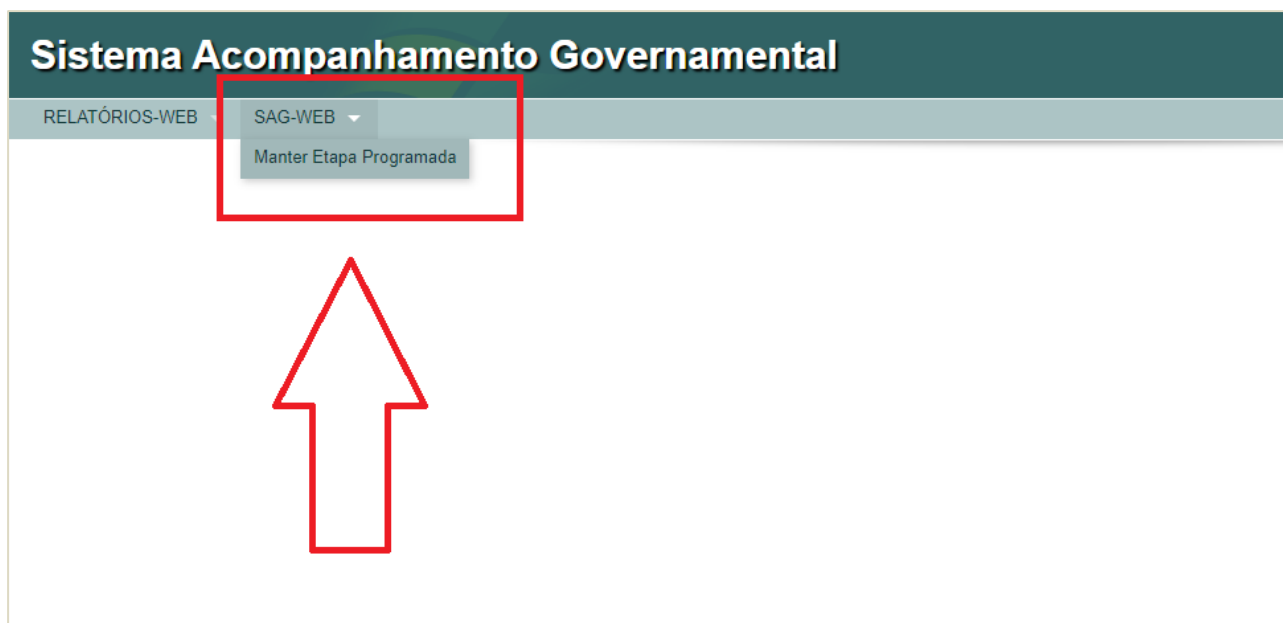 Sistema Acompanhamento Governamental
RELATÓRIOS-WEB SAG-WEB
Manter Etapa Programada